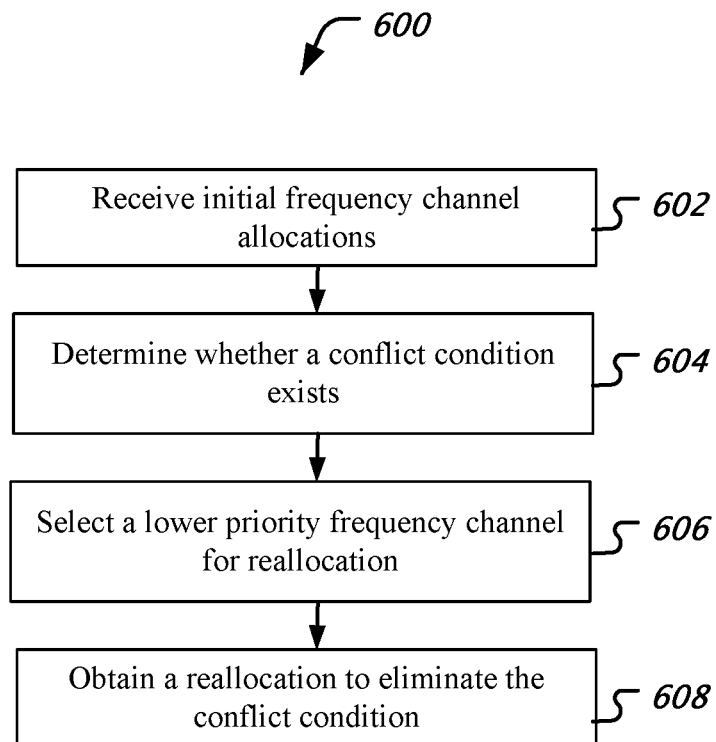 600
Receive initial frequency channel
allocations
602
Determine whether a conflict condition
exists
604
Select a lower priority frequency channel
for reallocation
606
Obtain a reallocation to eliminate the
conflict condition
608